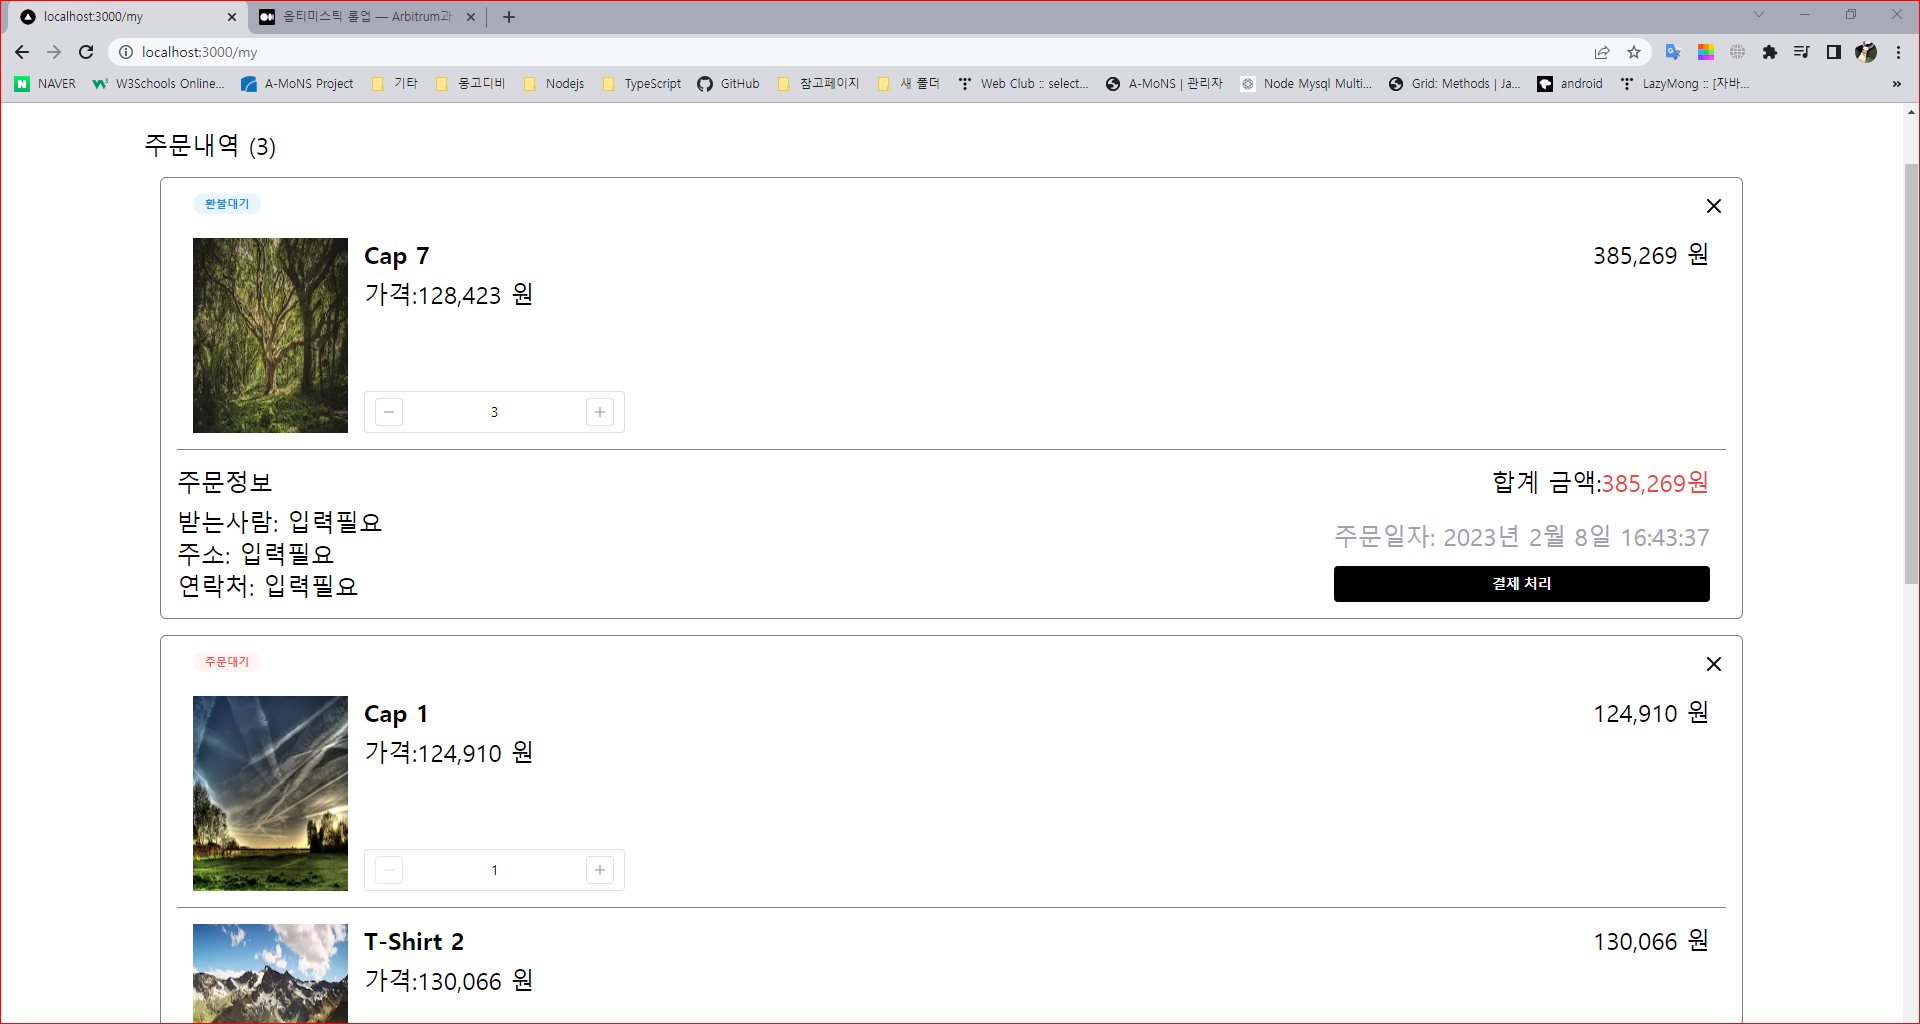 localhost:3000/my
옵티미스틱 롤업 — Arbitrum과
localhost:3000/my
NAVER
W3Schools Online...
A-MoNS Project
기타
몽고디비
Nodejs
TypeScript
GitHub
참고페이지
새 폴더
Web Club :: select...
A-MoNS | 관리자
Node Mysql Multi...
Grid: Methods | Ja...
android
LazyMong :: [자바...
»
주문내역 (3)
환불대기
Cap 7
385,269 원
가격:128,423 원
3
주문정보
합계 금액:385,269원
받는사람: 입력필요
주문일자: 2023년 2월 8일 16:43:37
주소: 입력필요
연락처: 입력필요
결제 처리
주문대기
Cap 1
124,910 원
가격:124,910 원
1
T-Shirt 2
130,066 원
가격:130,066 원